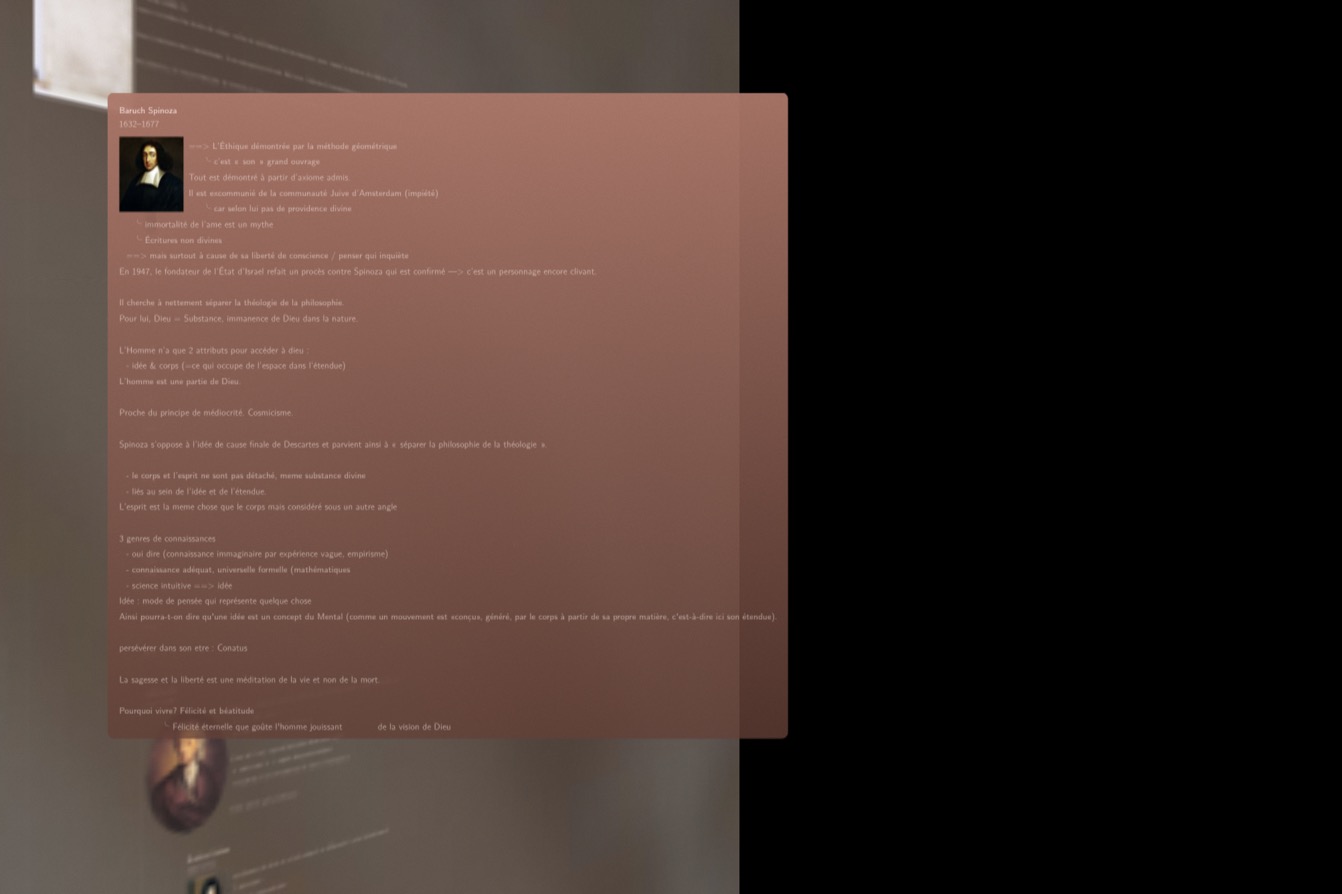 Baruch Spinoza
1632–1677
==> L'Éthique démontrée par la méthode géométrique
╰ c'est « son » grand ouvrage
Tout est démontré à partir d'axiome admis.
Il est excommunié de la communauté Juive d'Amsterdam (impiété)
╰ car selon lui pas de providence divine
╰ immortalité de l'ame est un mythe
╰ Écritures non divines
==> mais surtout à cause de sa liberté de conscience / penser qui inquiète
En 1947, le fondateur de l'État d'Israel refait un procès contre Spinoza qui est confirmé —> c'est un personnage encore clivant.
Il cherche à nettement séparer la théologie de la philosophie.
Pour lui, Dieu = Substance, immanence de Dieu dans la nature.
L'Homme n'a que 2 attributs pour accéder à dieu :
- idée & corps (=ce qui occupe de l'espace dans l'étendue)
L'homme est une partie de Dieu.
Proche du principe de médiocrité. Cosmicisme.
Spinoza s'oppose à l'idée de cause finale de Descartes et parvient ainsi à « séparer la philosophie de la théologie ».
- le corps et l'esprit ne sont pas détaché, meme substance divine
- liés au sein de l'idée et de l'étendue.
L'esprit est la meme chose que le corps mais considéré sous un autre angle
3 genres de connaissances
- oui dire (connaissance immaginaire par expérience vague, empirisme)
- connaissance adéquat, universelle formelle (mathématiques
- science intuitive ==> idée
Idée : mode de pensée qui représente quelque chose
Ainsi pourra-t-on dire qu'une idée est un concept du Mental (comme un mouvement est «conçu», généré, par le corps à partir de sa propre matière, c'est-à-dire ici son étendue).
persévérer dans son etre : Conatus
La sagesse et la liberté est une méditation de la vie et non de la mort.
Pourquoi vivre? Félicité et béatitude
╰ Félicité éternelle que goûte l'homme jouissant de la vision de Dieu